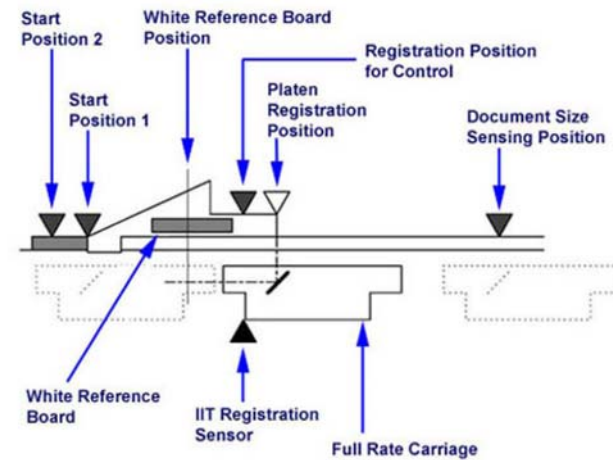 Start
Position 2
White Reference Board
Position
Registration Position
for Control
Start
Position 1
Platen
Registration
Position
Document Size
Sensing Position
White Reference
Board
IIT Registration
Sensor
Full Rate Carriage